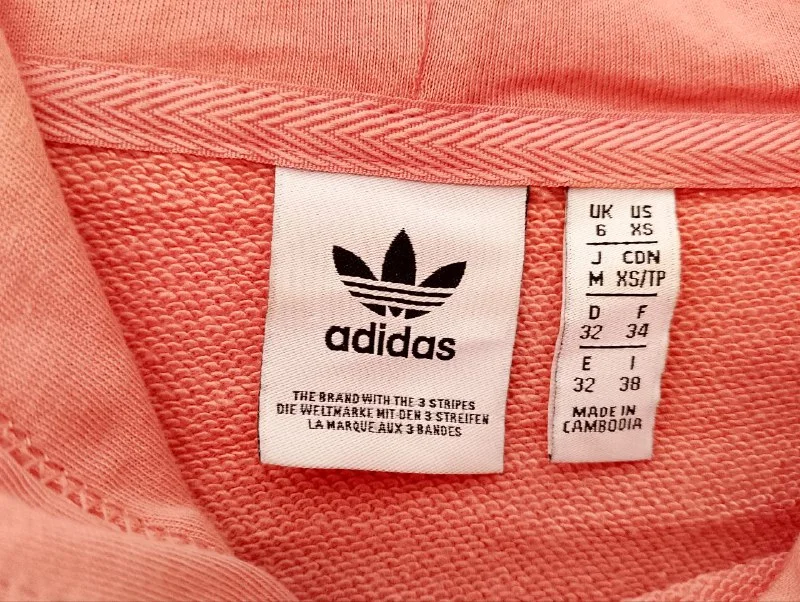 adidas
THE BRAND WITH THE 3 STRIPES
DIE WELTMARKE MIT DEN 3 STREIFEN
LA MARQUE AUX 3 BANDES
UK US
6 XS
J CDN
M XS/TP
D F
32 34
E I
32 38
MADE IN
CAMBODIA